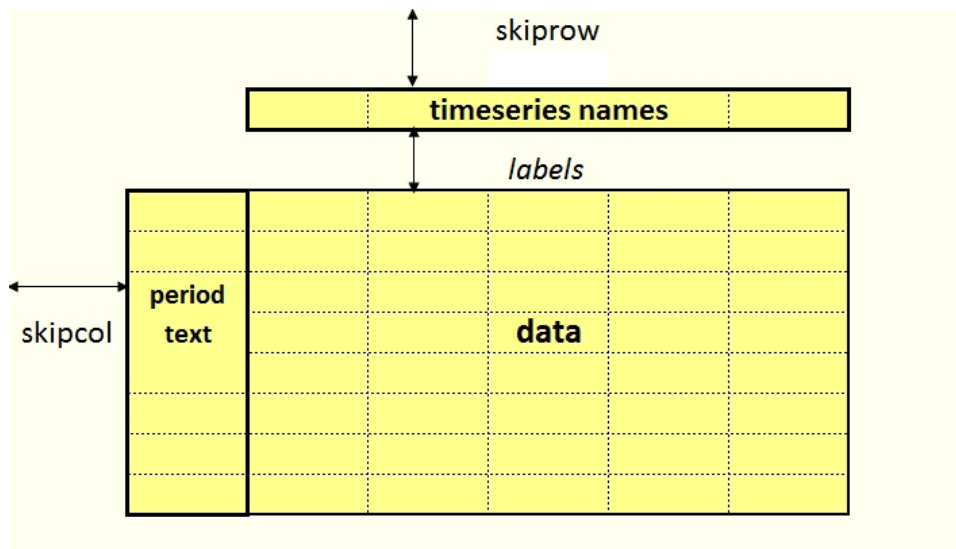 skiprow
timeseries names
labels
period
text
skipcol
data